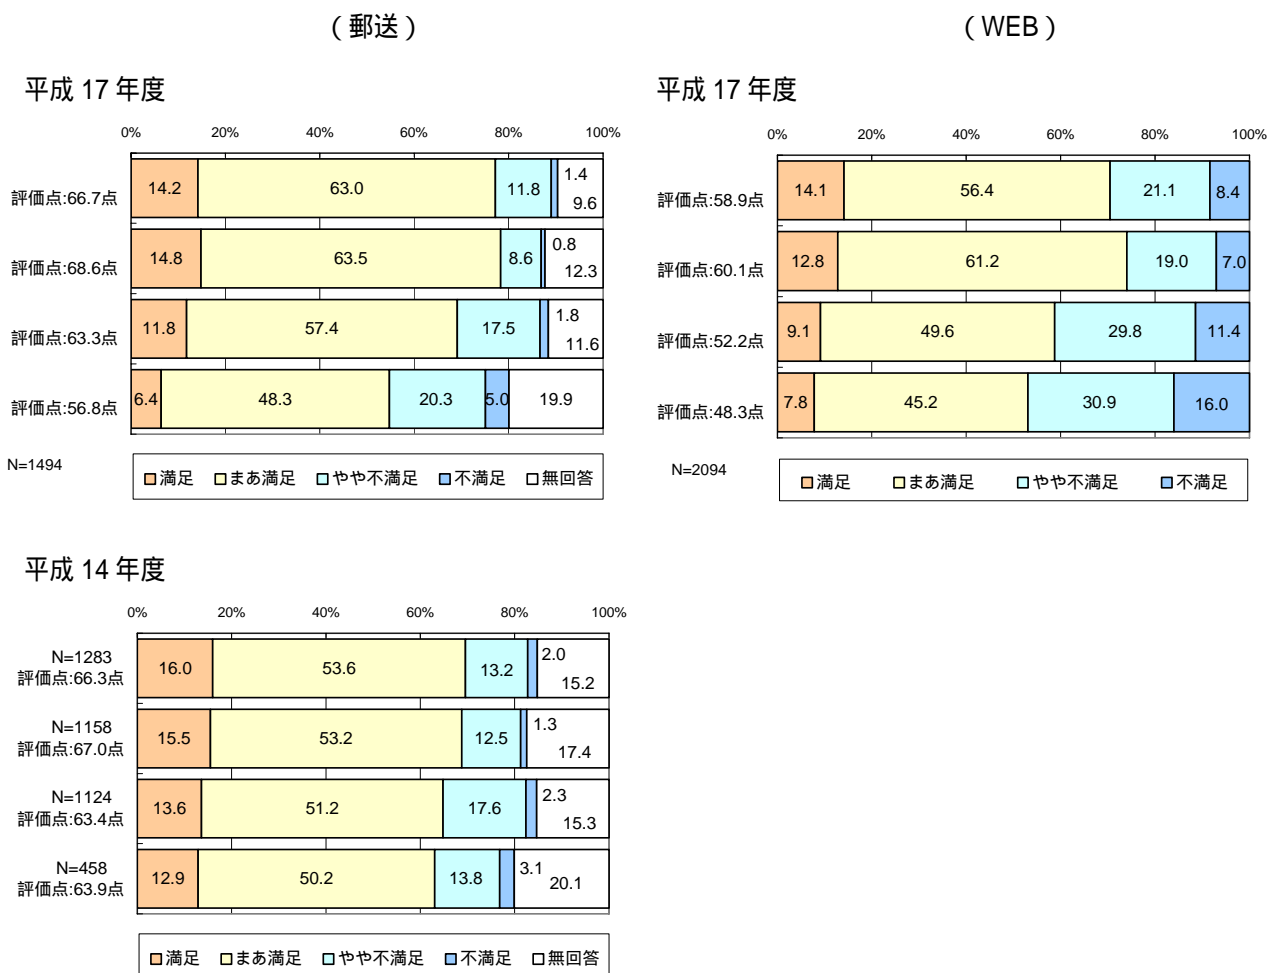 （郵送）
（WEB）
平成 17 年度
平成 17 年度
0% 20% 40% 60% 80% 100%
評価点:66.7点 14.2 63.0 11.8 1.4 9.6
評価点:68.6点 14.8 63.5 8.6 0.8 12.3
評価点:63.3点 11.8 57.4 17.5 1.8 11.6
評価点:56.8点 6.4 48.3 20.3 5.0 19.9
N=1494
満足 まあ満足 やや不満足 不満足 無回答
0% 20% 40% 60% 80% 100%
評価点:58.9点 14.1 56.4 21.1 8.4
評価点:60.1点 12.8 61.2 19.0 7.0
評価点:52.2点 9.1 49.6 29.8 11.4
評価点:48.3点 7.8 45.2 30.9 16.0
N=2094
満足 まあ満足 やや不満足 不満足
平成 14 年度
0% 20% 40% 60% 80% 100%
N=1283
評価点:66.3点 16.0 53.6 13.2 2.0 15.2
N=1158
評価点:67.0点 15.5 53.2 12.5 1.3 17.4
N=1124
評価点:63.4点 13.6 51.2 17.6 2.3 15.3
N=458
評価点:63.9点 12.9 50.2 13.8 3.1 20.1
満足 まあ満足 やや不満足 不満足 無回答